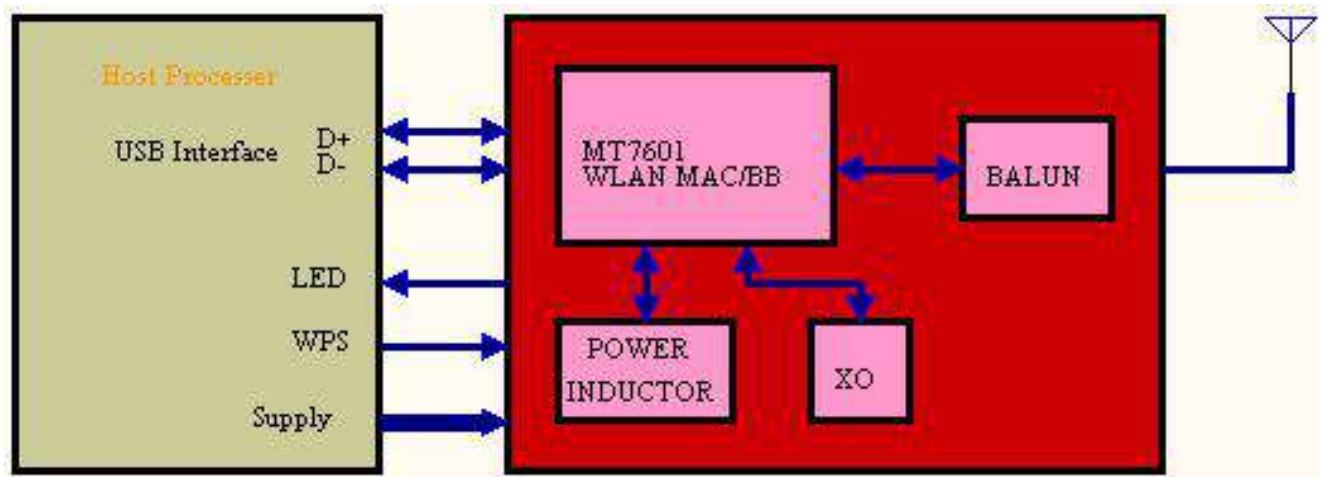 Host Processer
USB Interface
D+
D-
LED
WPS
Supply
MT7601
WLAN MAC/BB
BALUN
POWER
INDUCTOR
XO